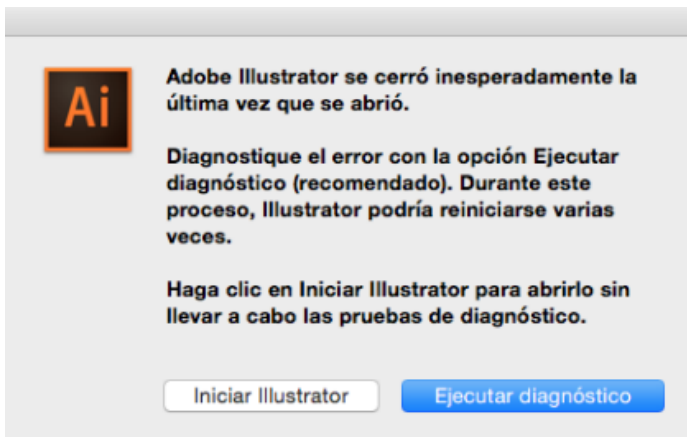 Ai
Adobe Illustrator se cerró inesperadamente la
última vez que se abrió.
Diagnostique el error con la opción Ejecutar
diagnóstico (recomendado). Durante este
proceso, Illustrator podría reiniciarse varias
veces.
Haga clic en Iniciar Illustrator para abrirlo sin
llevar a cabo las pruebas de diagnóstico.
Iniciar Illustrator
Ejecutar diagnóstico